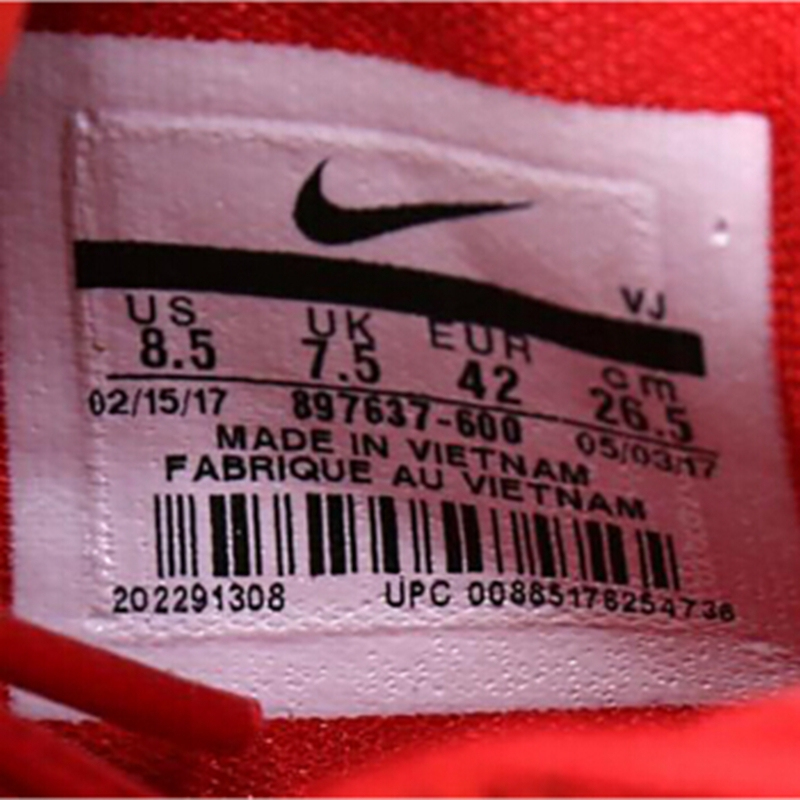 VJ
US UK EUR cm
8.5 7.5 42 26.5
02/15/17 897637-600 05/03/17
MADE IN VIETNAM
FABRIQUE AU VIETNAM
202291308 UPC 00885178254736